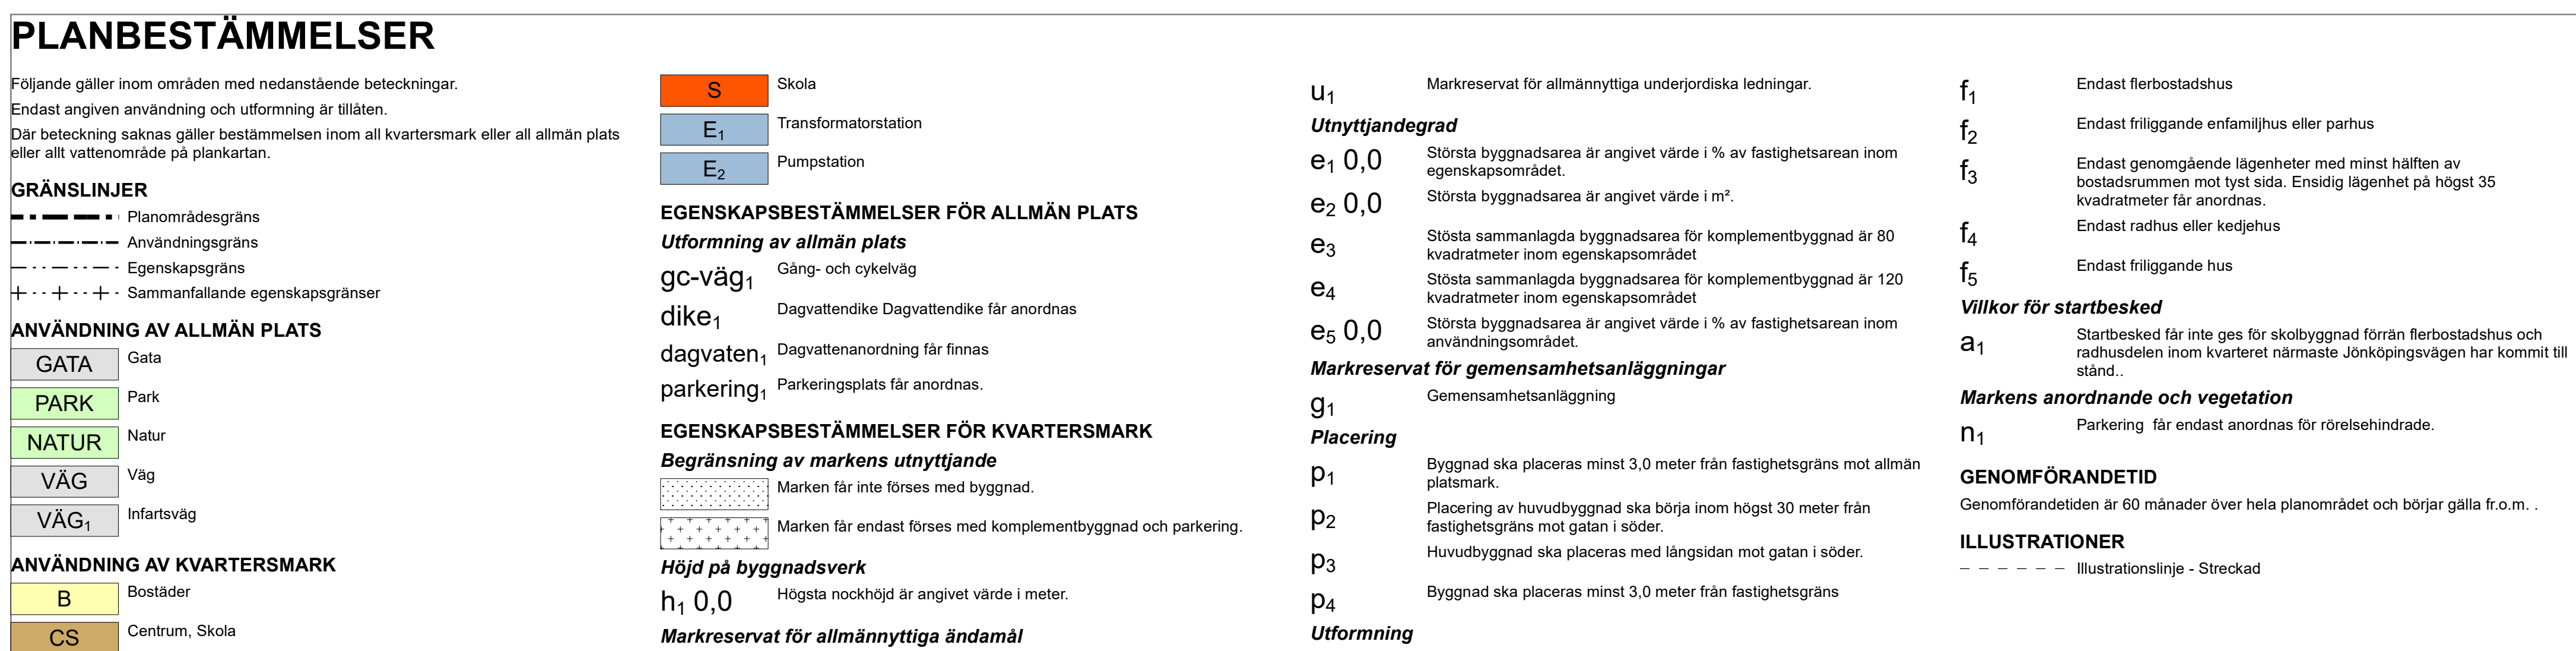 PLANBESTÄMMELSER
Följande gäller inom områden med nedanstående beteckningar.
Endast angiven användning och utformning är tillåten.
Där beteckning saknas gäller bestämmelsen inom all kvartersmark eller all allmän plats
eller allt vattenområde på plankartan.
GRÄNSLINJER
Planområdesgräns
Användningsgräns
Egenskapsgräns
Sammanfallande egenskapsgränser
ANVÄNDNING AV ALLMÄN PLATS
GATA Gata
PARK Park
NATUR Natur
VÄG Väg
VÄG1 Infartsväg
ANVÄNDNING AV KVARTERSMARK
B Bostäder
CS Centrum, Skola
S Skola
E1 Transformatorstation
E2 Pumpstation
EGENSKAPSBESTÄMMELSER FÖR ALLMÄN PLATS
Utformning av allmän plats
gc-väg1 Gång- och cykelväg
dike1 Dagvattendike Dagvattendike får anordnas
dagvaten1 Dagvattenanordning får finnas
parkering1 Parkeringsplats får anordnas.
EGENSKAPSBESTÄMMELSER FÖR KVARTERSMARK
Begränsning av markens utnyttjande
Marken får inte förses med byggnad.
Marken får endast förses med komplementbyggnad och parkering.
Höjd på byggnadsverk
h1 0,0 Högsta nockhöjd är angivet värde i meter.
Markreservat för allmännyttiga ändamål
u1 Markreservat för allmännyttiga underjordiska ledningar.
Utnyttjandegrad
e1 0,0 Största byggnadsarea är angivet värde i % av fastighetsarean inom
egenskapsområdet.
e2 0,0 Största byggnadsarea är angivet värde i m².
e3 Stösta sammanlagda byggnadsarea för komplementbyggnad är 80
kvadratmeter inom egenskapsområdet
e4 Stösta sammanlagda byggnadsarea för komplementbyggnad är 120
kvadratmeter inom egenskapsområdet
e5 0,0 Största byggnadsarea är angivet värde i % av fastighetsarean inom
användningsområdet.
Markreservat för gemensamhetsanläggningar
g1 Gemensamhetsanläggning
Placering
p1 Byggnad ska placeras minst 3,0 meter från fastighetsgräns mot allmän
platsmark.
p2 Placering av huvudbyggnad ska börja inom högst 30 meter från
fastighetsgräns mot gatan i söder.
p3 Huvudbyggnad ska placeras med långsidan mot gatan i söder.
p4 Byggnad ska placeras minst 3,0 meter från fastighetsgräns
Utformning
f1 Endast flerbostadshus
f2 Endast friliggande enfamiljhus eller parhus
f3 Endast genomgående lägenheter med minst hälften av
bostadsrummen mot tyst sida. Ensidig lägenhet på högst 35
kvadratmeter får anordnas.
f4 Endast radhus eller kedjehus
f5 Endast friliggande hus
Villkor för startbesked
a1 Startbesked får inte ges för skolbyggnad förrän flerbostadshus och
radhusdelen inom kvarteret närmaste Jönköpingsvägen har kommit till
stånd..
Markens anordnande och vegetation
n1 Parkering  får endast anordnas för rörelsehindrade.
GENOMFÖRANDETID
Genomförandetiden är 60 månader över hela planområdet och börjar gälla fr.o.m. .
ILLUSTRATIONER
Illustrationslinje - Streckad